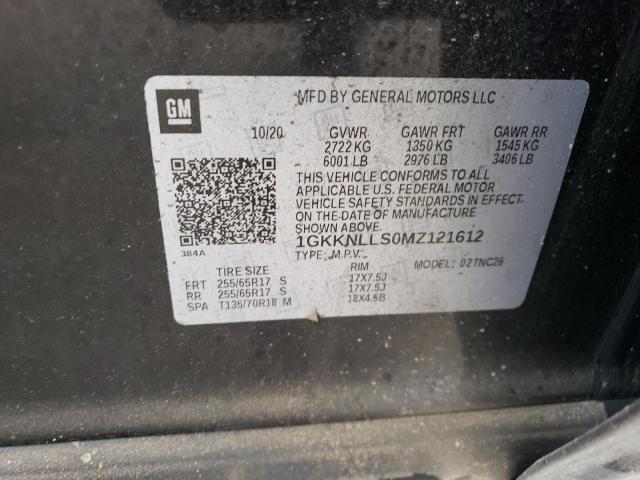 GM
MFD BY GENERAL MOTORS LLC
10/20 GVWR GAWR FRT GAWR RR
2722 KG 1350 KG 1545 KG
6001 LB 2976 LB 3406 LB
THIS VEHICLE CONFORMS TO ALL
APPLICABLE U.S. FEDERAL MOTOR
VEHICLE SAFETY STANDARDS IN EFFECT
ON THE DATE OF MANUFACTURE
SHOWN ABOVE.
1GKKNLLS0MZ121612
384A
TYPE: M.P.V. MODEL: 02TNC26
TIRE SIZE RIM
FRT 255/65R17 S 17X7.5J
RR 255/65R17 S 17X7.5J
SPA T135/70R18 M 18X4.5B